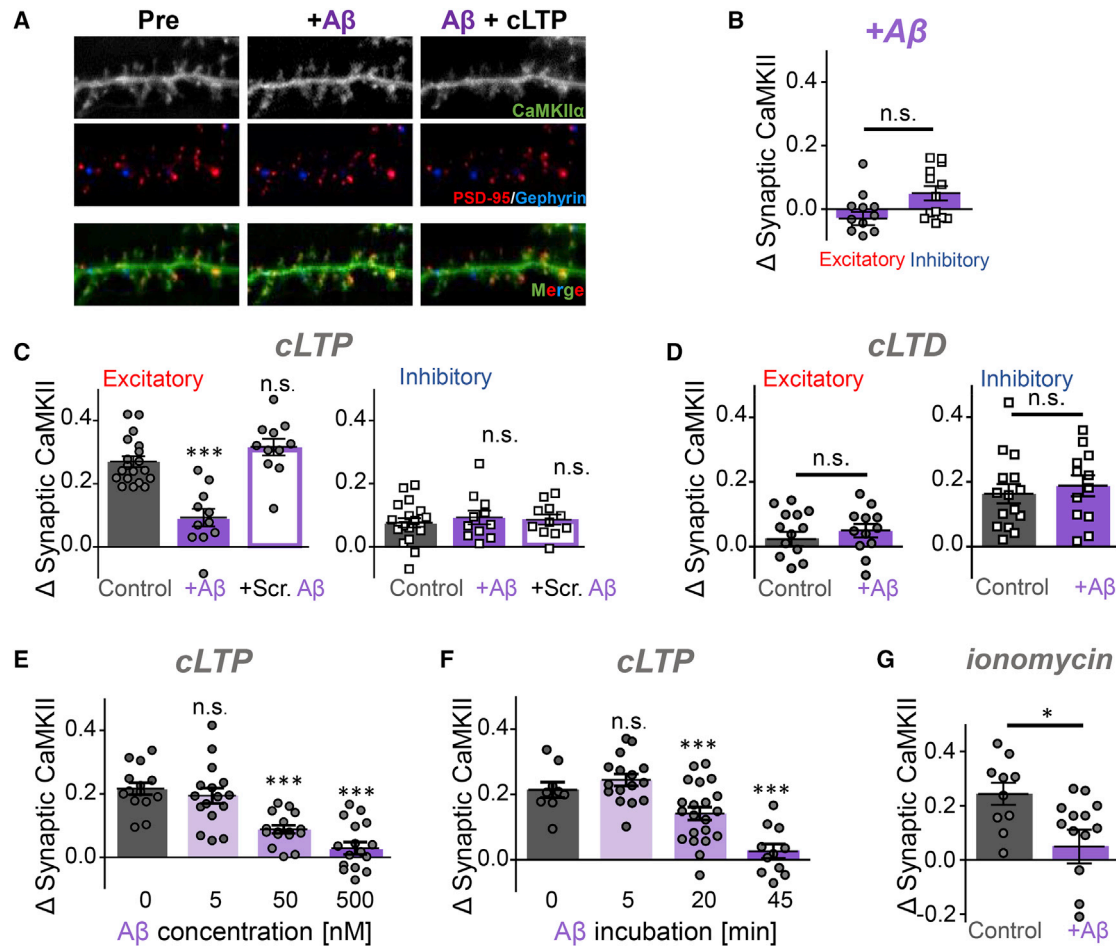 A
Pre
+Aβ
Aβ + cLTP
CaMKIIα
PSD-95/Gephyrin
Merge
B
+Aβ
Δ Synaptic CaMKII
0.4
0.2
0.0
n.s.
Excitatory Inhibitory
C
cLTP
Δ Synaptic CaMKII
Excitatory
0.4
0.2
0.0
***
n.s.
Control +Aβ +Scr. Aβ
Inhibitory
0.4
0.2
0.0
n.s.
n.s.
Control +Aβ +Scr. Aβ
D
cLTD
Δ Synaptic CaMKII
Excitatory
0.4
0.2
0.0
n.s.
Control +Aβ
Inhibitory
0.4
0.2
0.0
n.s.
Control +Aβ
E
cLTP
Δ Synaptic CaMKII
0.4
0.2
0.0
n.s.
***
***
0 5 50 500
Aβ concentration [nM]
F
cLTP
Δ Synaptic CaMKII
0.4
0.2
0.0
n.s.
***
***
0 5 20 45
Aβ incubation [min]
G
ionomycin
Δ Synaptic CaMKII
0.4
0.2
0.0
-0.2
*
Control +Aβ